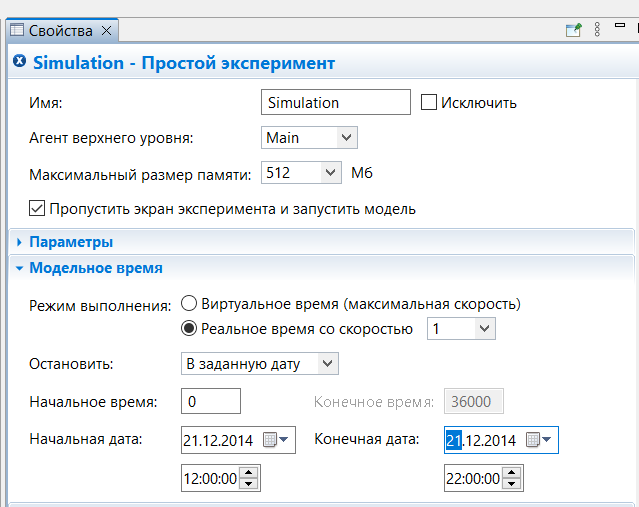 Свойства
Simulation - Простой эксперимент
Имя: Simulation Исключить
Агент верхнего уровня: Main
Максимальный размер памяти: 512 Мб
Пропустить экран эксперимента и запустить модель
Параметры
Модельное время
Режим выполнения: Виртуальное время (максимальная скорость)
Реальное время со скоростью 1
Остановить: В заданную дату
Начальное время: 0 Конечное время: 36000
Начальная дата: 21.12.2014 Конечная дата: 21.12.2014
12:00:00 22:00:00